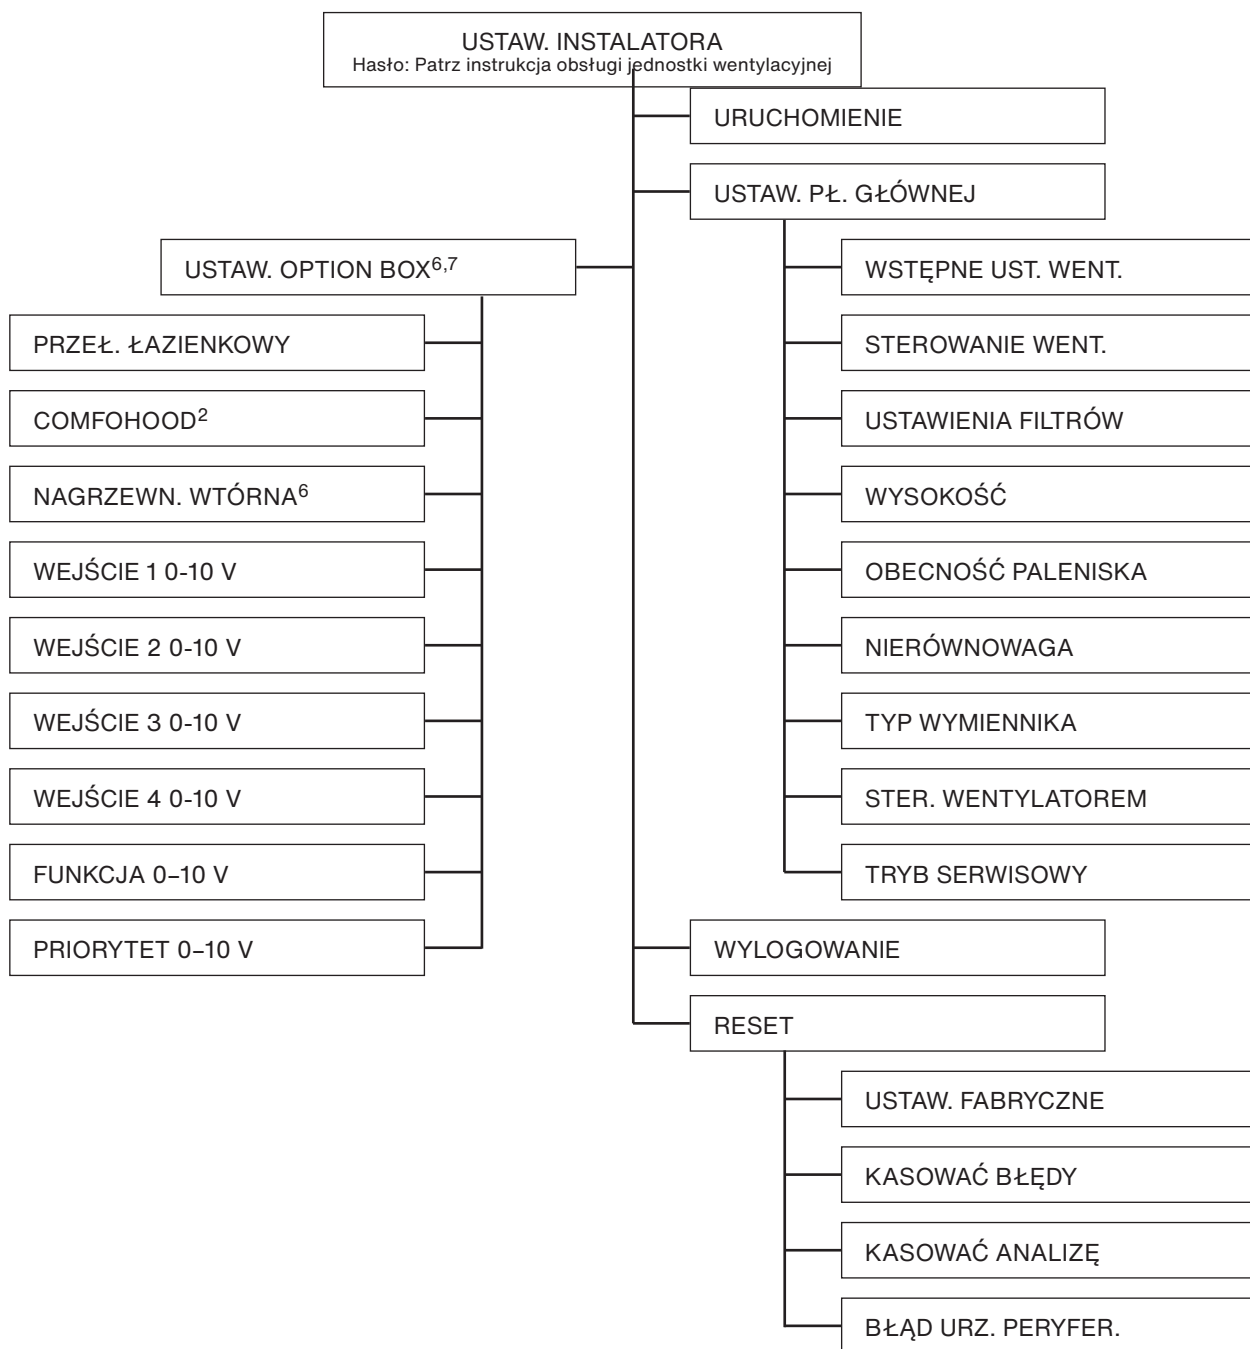 USTAW. INSTALATORA
Hasło: Patrz instrukcja obsługi jednostki wentylacyjnej
URUCHOMIENIE
USTAW. PŁ. GŁÓWNEJ
WSTĘPNE UST. WENT.
STEROWANIE WENT.
USTAWIENIA FILTRÓW
WYSOKOŚĆ
OBECNOŚĆ PALENISKA
NIERÓWNOWAGA
TYP WYMIENNIKA
STER. WENTYLATOREM
TRYB SERWISOWY
USTAW. OPTION BOX6,7
PRZEŁ. ŁAZIENKOWY
COMFOHOOD2
NAGRZEWN. WTÓRNA6
WEJŚCIE 1 0-10 V
WEJŚCIE 2 0-10 V
WEJŚCIE 3 0-10 V
WEJŚCIE 4 0-10 V
FUNKCJA 0–10 V
PRIORYTET 0–10 V
WYLOGOWANIE
RESET
USTAW. FABRYCZNE
KASOWAĆ BŁĘDY
KASOWAĆ ANALIZĘ
BŁĄD URZ. PERYFER.